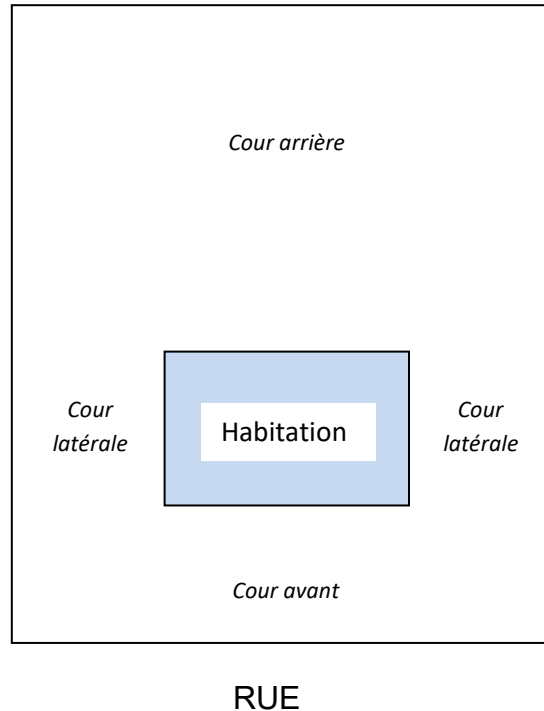 Cour arrière
Cour
latérale
Habitation
Cour
latérale
Cour avant
RUE